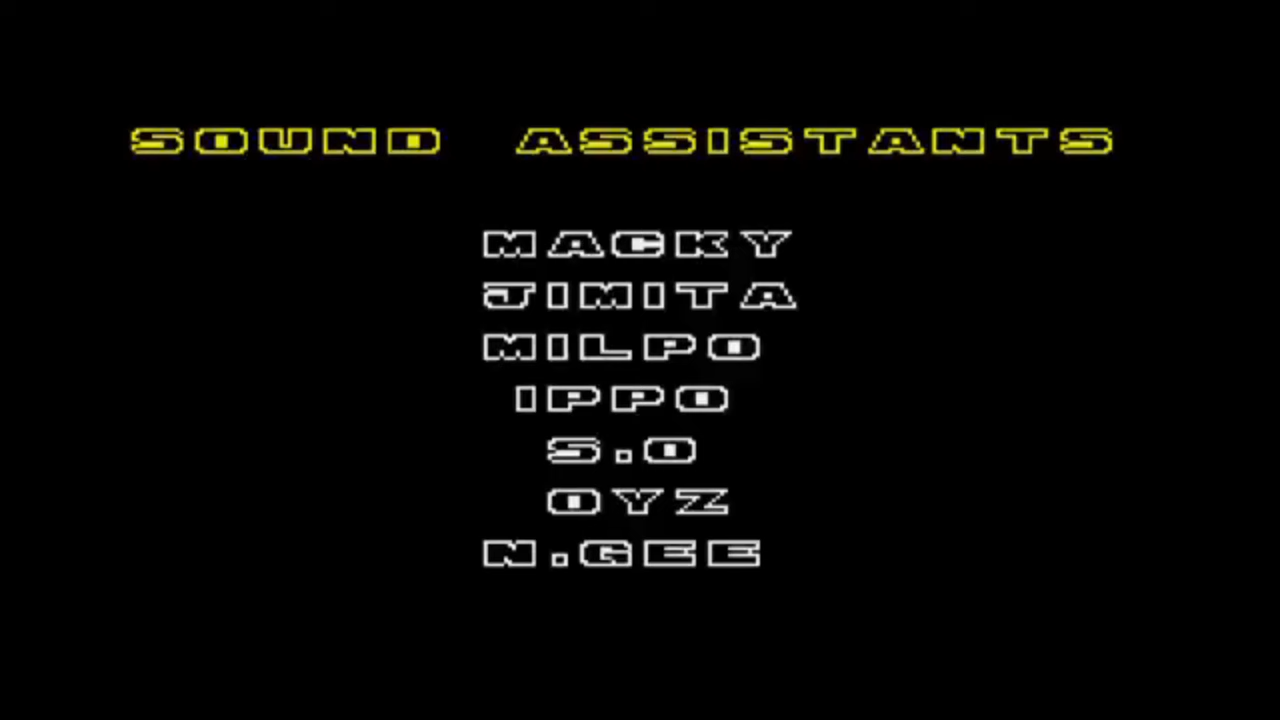 SOUND ASSISTANTS
MACKY
JIMITA
MILPO
IPPO
S.O
OYZ
N.GEE